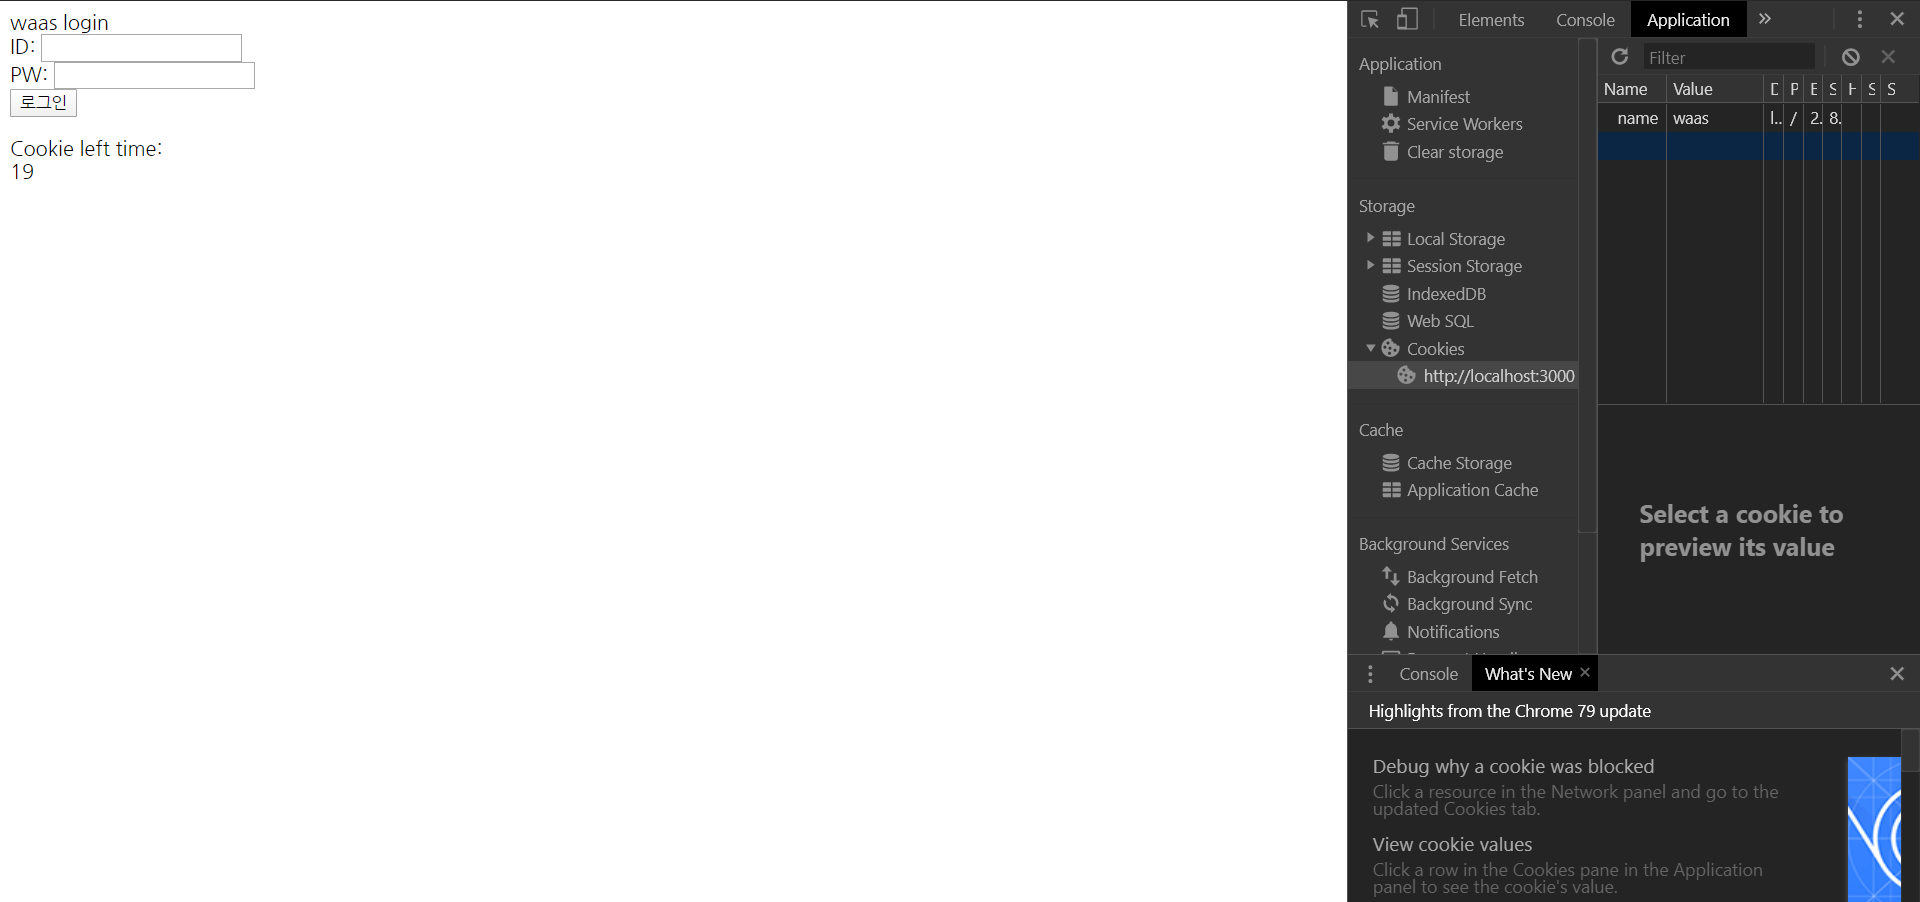 waas login
ID:
PW:
로그인
Cookie left time:
19
Elements Console Application »
Application
Manifest
Service Workers
Clear storage
Storage
Local Storage
Session Storage
IndexedDB
Web SQL
Cookies
http://localhost:3000
Cache
Cache Storage
Application Cache
Background Services
Background Fetch
Background Sync
Notifications
Filter
Name Value D P E S H S S
name waas l... / 2. 8.
Select a cookie to
preview its value
Console What's New
Highlights from the Chrome 79 update
Debug why a cookie was blocked
Click a resource in the Network panel and go to the
updated Cookies tab.
View cookie values
Click a row in the Cookies pane in the Application
panel to see the cookie's value.